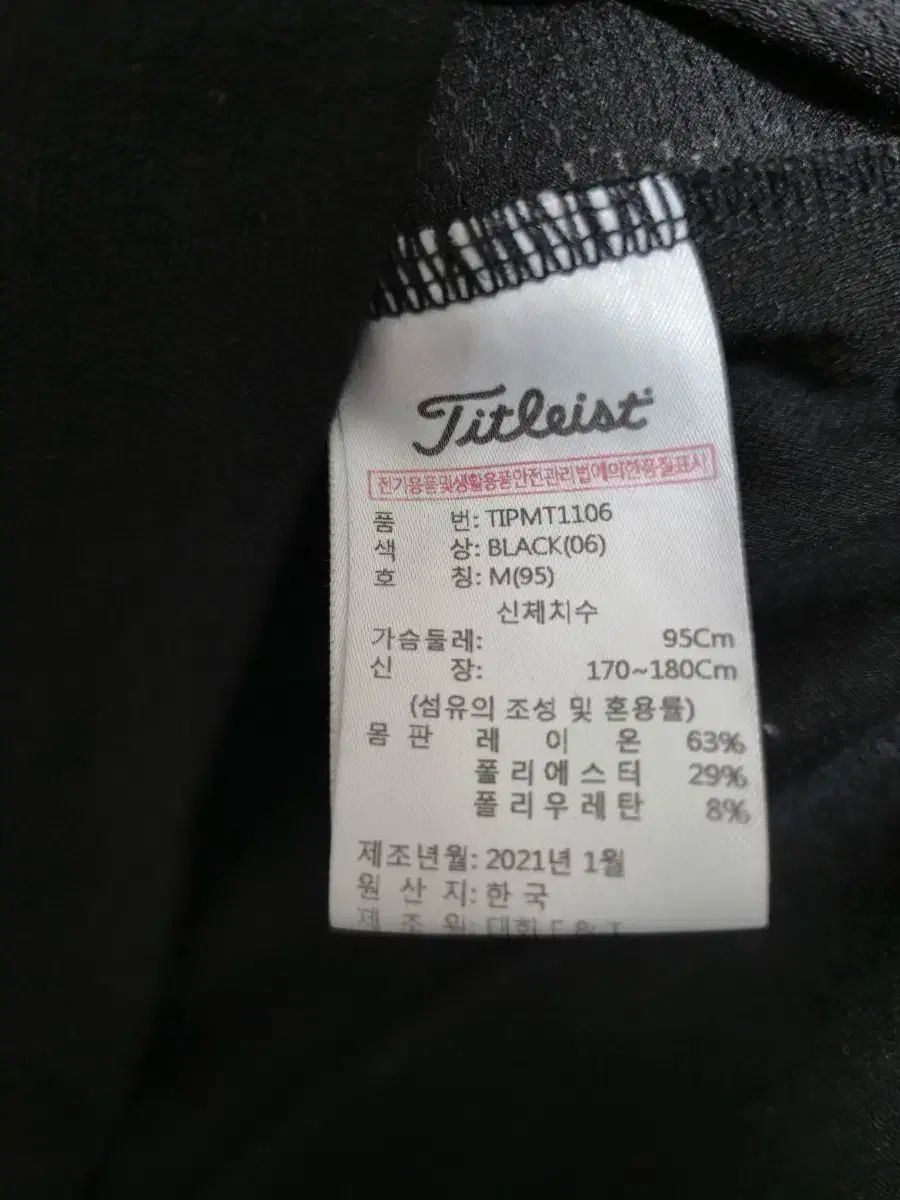 Titleist
전기용품및생활용품안전관리법에의한품질표시
품 번: TIPMT1106
색 상: BLACK(06)
호 칭: M(95)
신체치수
가슴둘레: 95Cm
신 장: 170~180Cm
(섬유의 조성 및 혼용률)
몸 판 레 이 온 63%
폴 리 에 스 터 29%
폴 리 우 레 탄 8%
제조년월: 2021년 1월
원 산 지: 한 국
제 조 원: